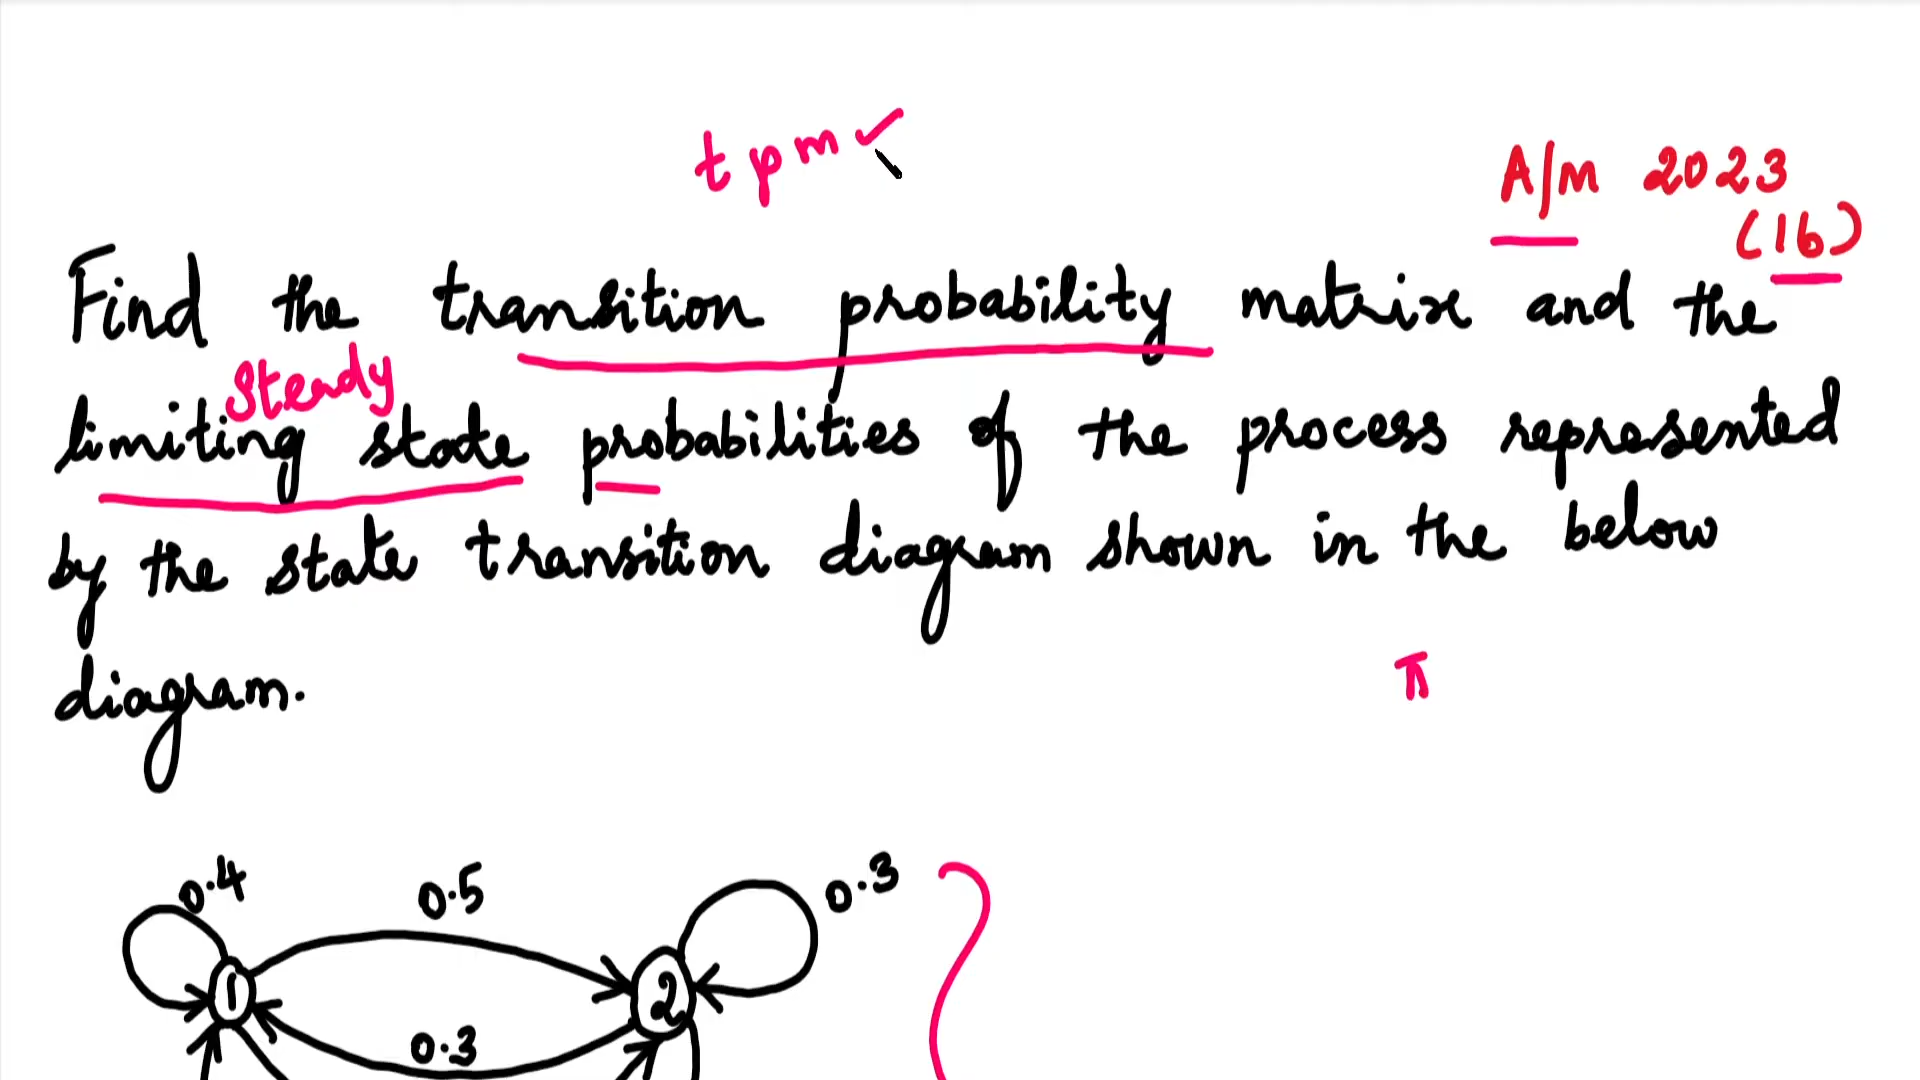 tpm✓
A/M 2023
(16)
Find the transition probability matrix and the
steady
limiting state probabilities of the process represented
by the state transition diagram shown in the below
π
diagram.
0.4
0.5
0.3
1
2
0.3